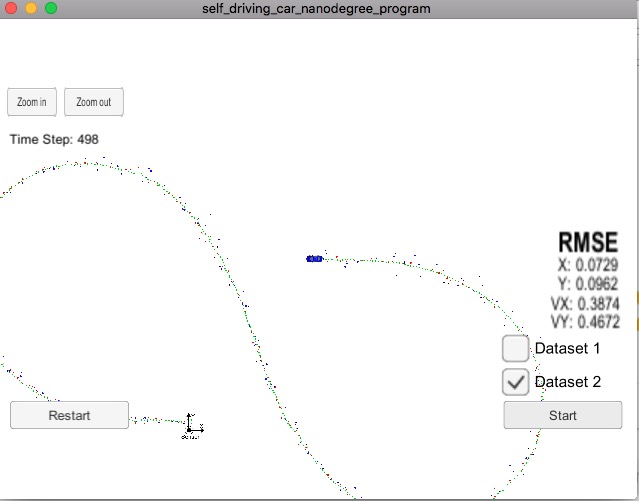 self_driving_car_nanodegree_program
Zoom in
Zoom out
Time Step: 498
RMSE
X: 0.0729
Y: 0.0962
VX: 0.3874
VY: 0.4672
Dataset 1
Dataset 2
Restart
Start
Sensor